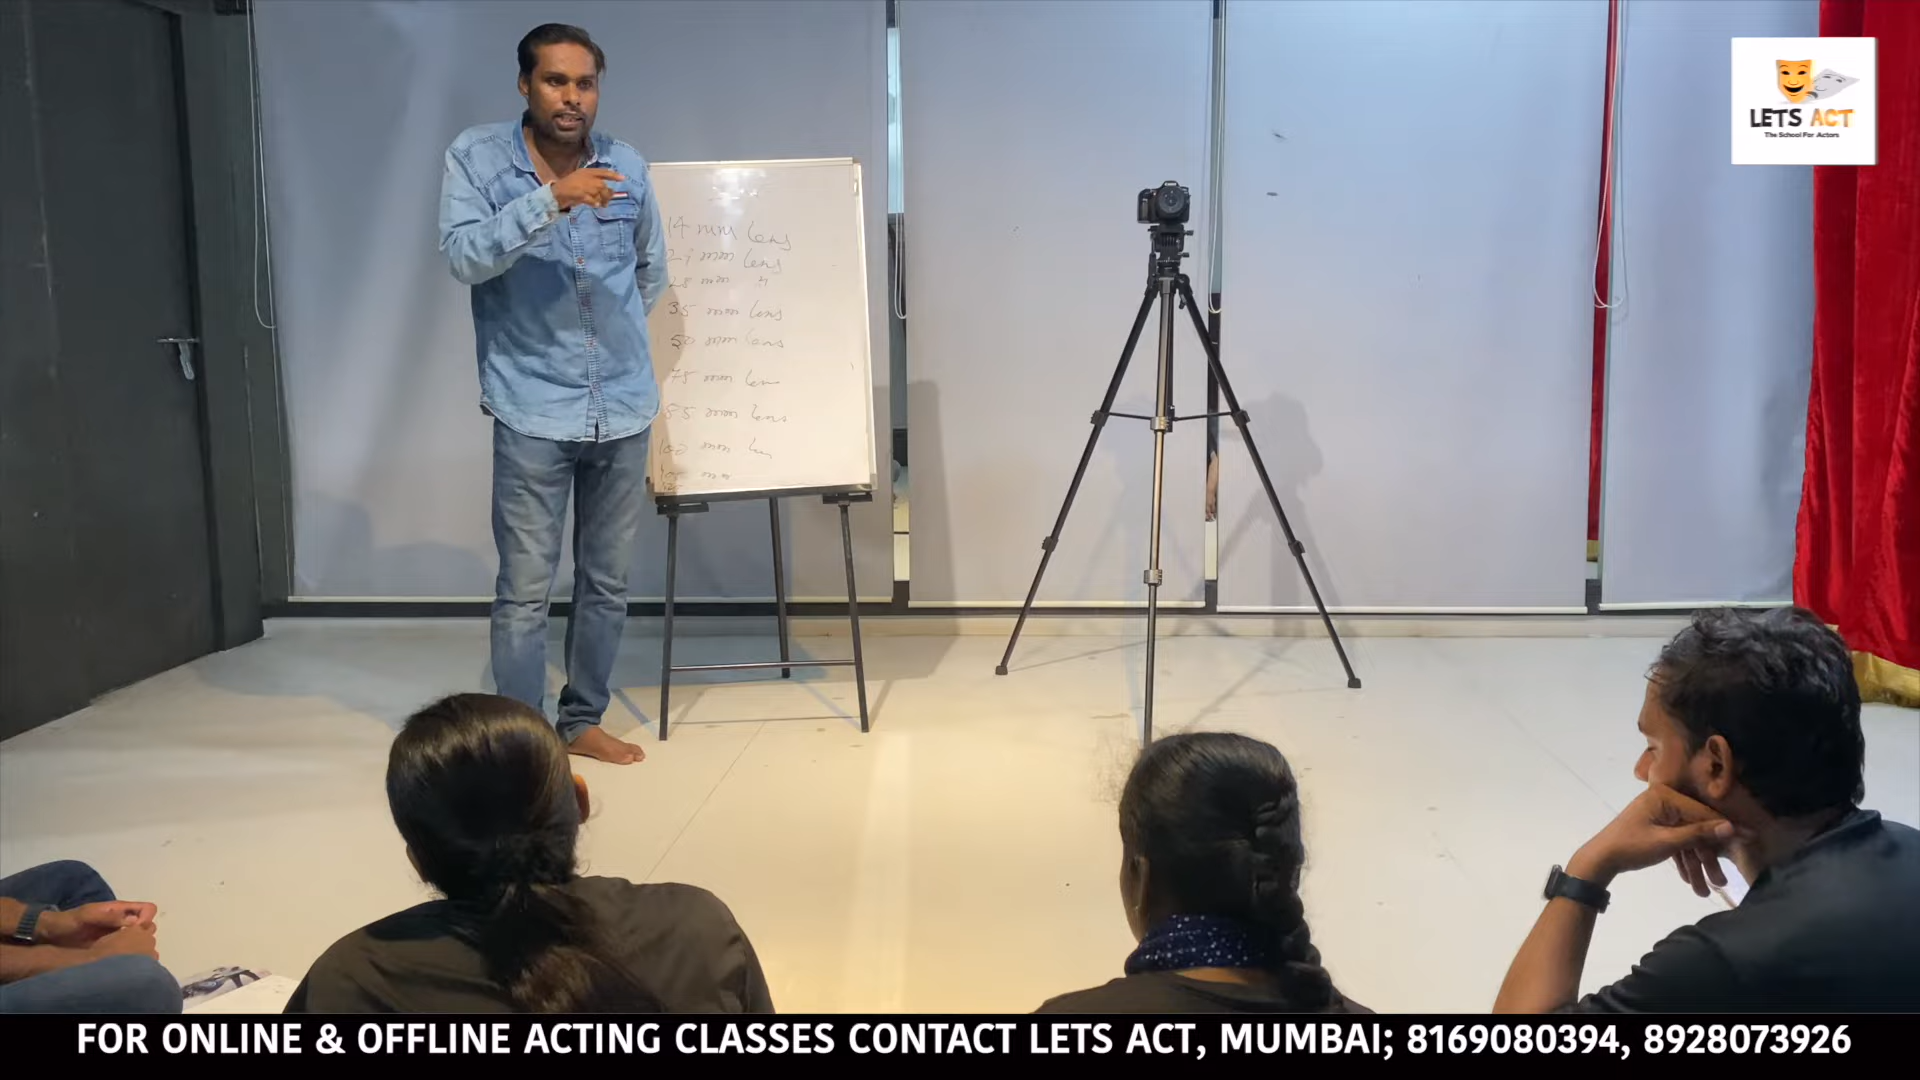 LETS ACT
The School For Actors
14 mm lens
mm lens
28 mm "
35 mm lens
50 mm lens
75 mm lens
85 mm lens
100 mm
mm
FOR ONLINE & OFFLINE ACTING CLASSES CONTACT LETS ACT, MUMBAI; 8169080394, 8928073926